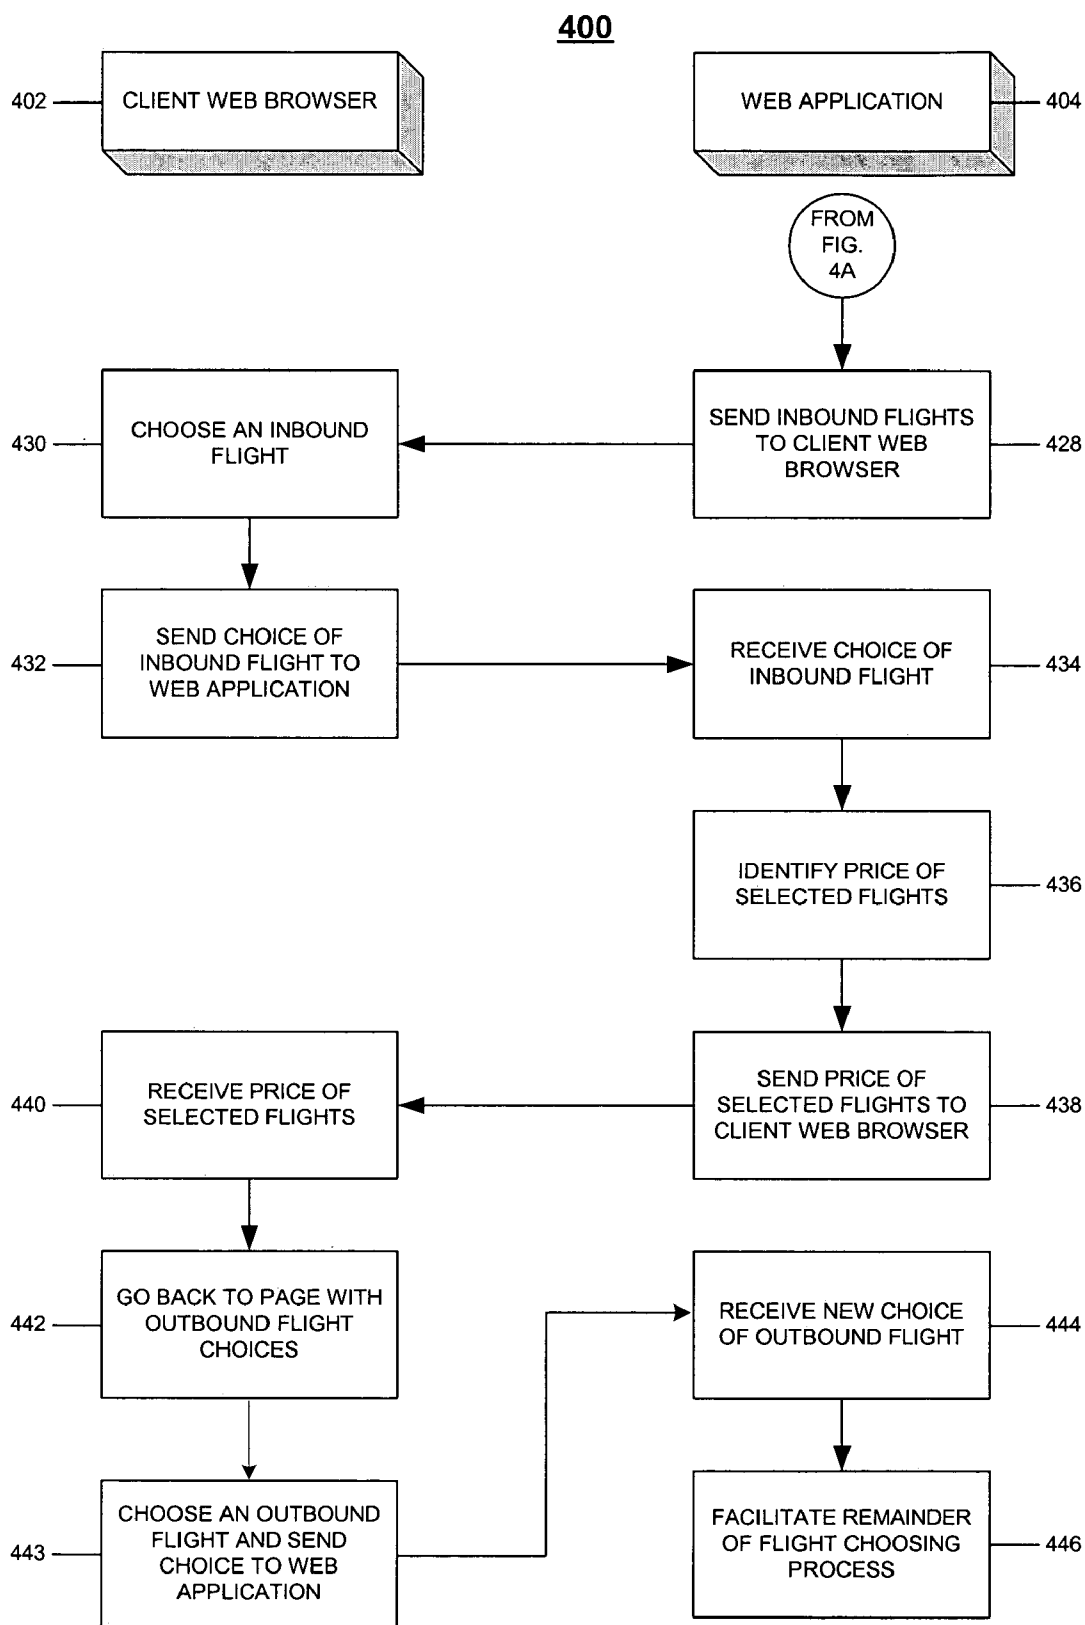 400
402
CLIENT WEB BROWSER
WEB APPLICATION
404
FROM
FIG.
4A
430
CHOOSE AN INBOUND
FLIGHT
SEND INBOUND FLIGHTS
TO CLIENT WEB
BROWSER
428
432
SEND CHOICE OF
INBOUND FLIGHT TO
WEB APPLICATION
RECEIVE CHOICE OF
INBOUND FLIGHT
434
IDENTIFY PRICE OF
SELECTED FLIGHTS
436
440
RECEIVE PRICE OF
SELECTED FLIGHTS
SEND PRICE OF
SELECTED FLIGHTS TO
CLIENT WEB BROWSER
438
442
GO BACK TO PAGE WITH
OUTBOUND FLIGHT
CHOICES
RECEIVE NEW CHOICE
OF OUTBOUND FLIGHT
444
443
CHOOSE AN OUTBOUND
FLIGHT AND SEND
CHOICE TO WEB
APPLICATION
FACILITATE REMAINDER
OF FLIGHT CHOOSING
PROCESS
446